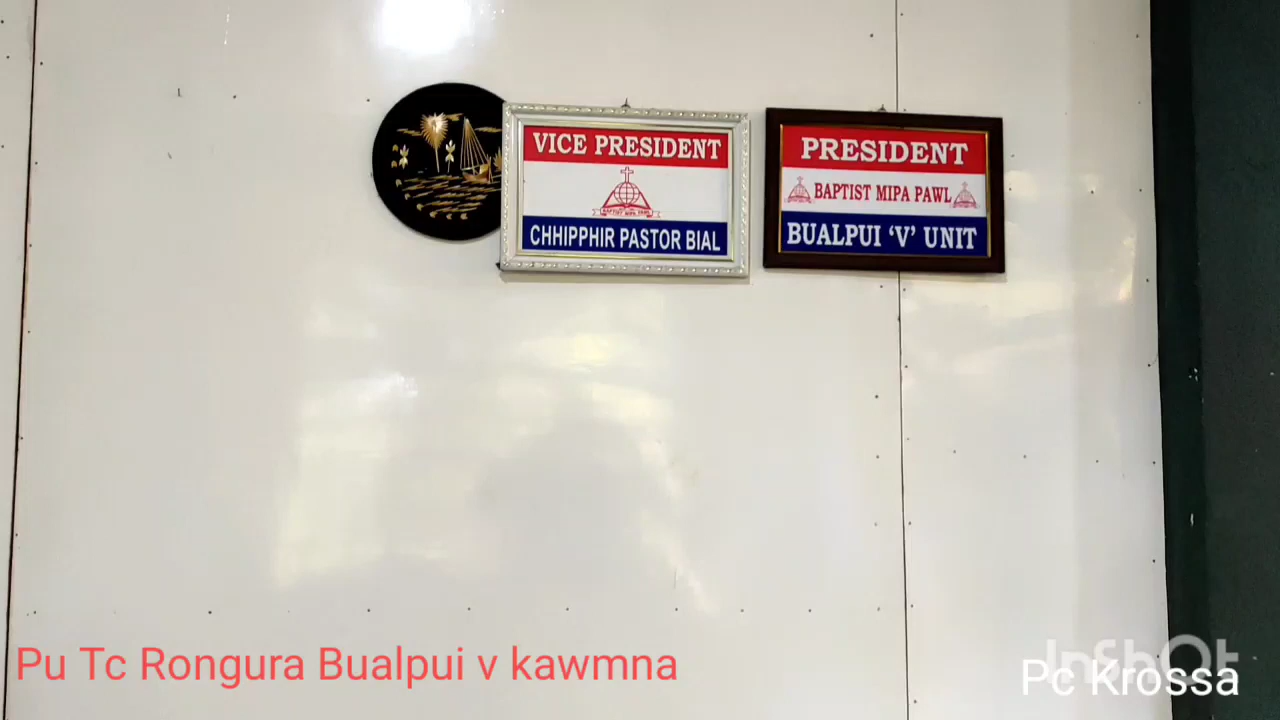 VICE PRESIDENT
BAPTIST MIPA PAWL
CHHIPPHIR PASTOR BIAL
PRESIDENT
BAPTIST MIPA PAWL
BUALPUI ‘V’ UNIT
Pu Tc Rongura Bualpui v kawmna
InShOt
Pc Krossa